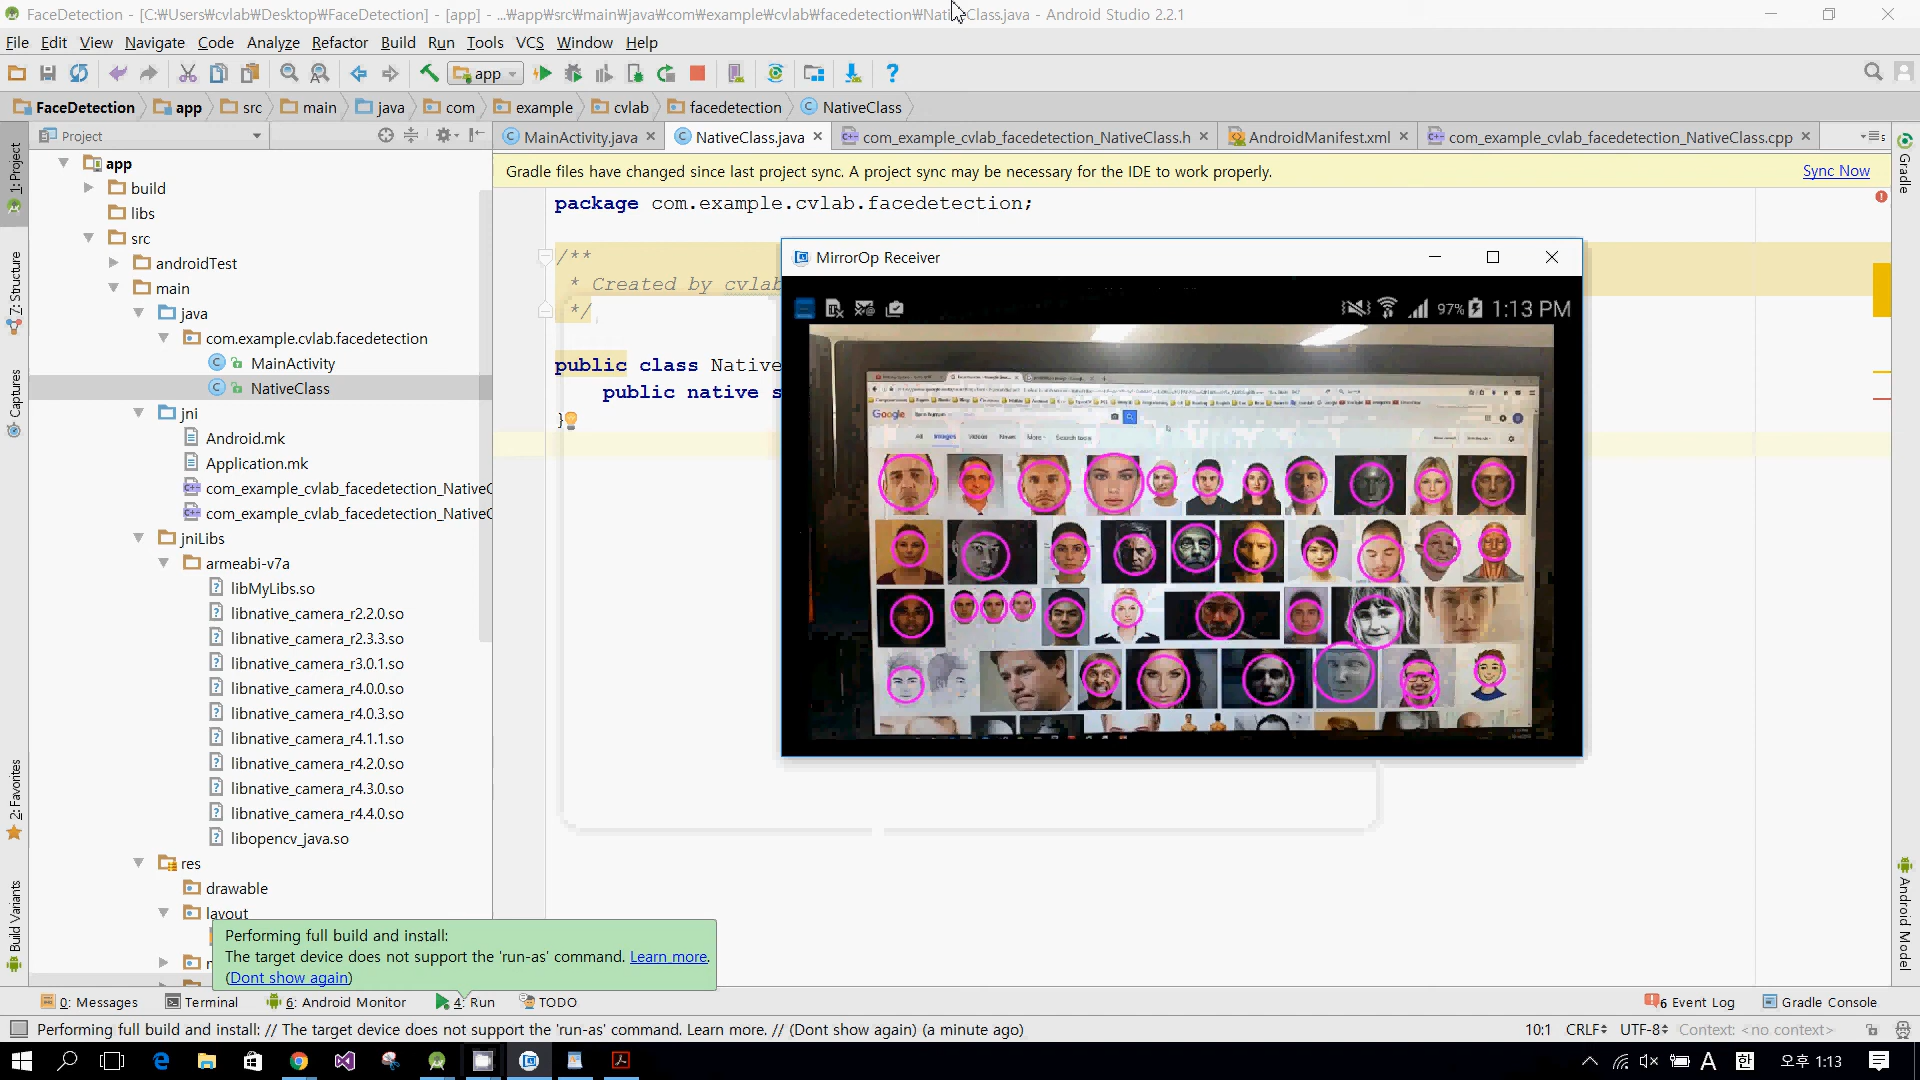 FaceDetection - [C:₩Users₩cvlab₩Desktop₩FaceDetection] - [app] - ...₩app₩src₩main₩java₩com₩example₩cvlab₩facedetection₩NativeClass.java - Android Studio 2.2.1
File Edit View Navigate Code Analyze Refactor Build Run Tools VCS Window Help
app
FaceDetection app src main java com example cvlab facedetection NativeClass
Project
MainActivity.java NativeClass.java com_example_cvlab_facedetection_NativeClass.h AndroidManifest.xml com_example_cvlab_facedetection_NativeClass.cpp
Gradle files have changed since last project sync. A project sync may be necessary for the IDE to work properly. Sync Now
1: Project
7: Structure
Captures
2: Favorites
Build Variants
app
build
libs
src
androidTest
main
java
com.example.cvlab.facedetection
MainActivity
NativeClass
jni
Android.mk
Application.mk
com_example_cvlab_facedetection_NativeC
com_example_cvlab_facedetection_NativeC
jniLibs
armeabi-v7a
libMyLibs.so
libnative_camera_r2.2.0.so
libnative_camera_r2.3.3.so
libnative_camera_r3.0.1.so
libnative_camera_r4.0.0.so
libnative_camera_r4.0.3.so
libnative_camera_r4.1.1.so
libnative_camera_r4.2.0.so
libnative_camera_r4.3.0.so
libnative_camera_r4.4.0.so
libopencv_java.so
res
drawable
layout
package com.example.cvlab.facedetection;
/**
* Created by cvlab
*/
public class Native
public native s
}
MirrorOp Receiver
97% 1:13 PM
Google
All Images Videos News More Search tools
Gradle
Android Model
Performing full build and install:
The target device does not support the 'run-as' command. Learn more.
(Dont show again)
0: Messages Terminal 6: Android Monitor 4: Run TODO 6 Event Log Gradle Console
Performing full build and install: // The target device does not support the 'run-as' command. Learn more. // (Dont show again) (a minute ago) 10:1 CRLF UTF-8 Context: <no context>
A 한 오후 1:13